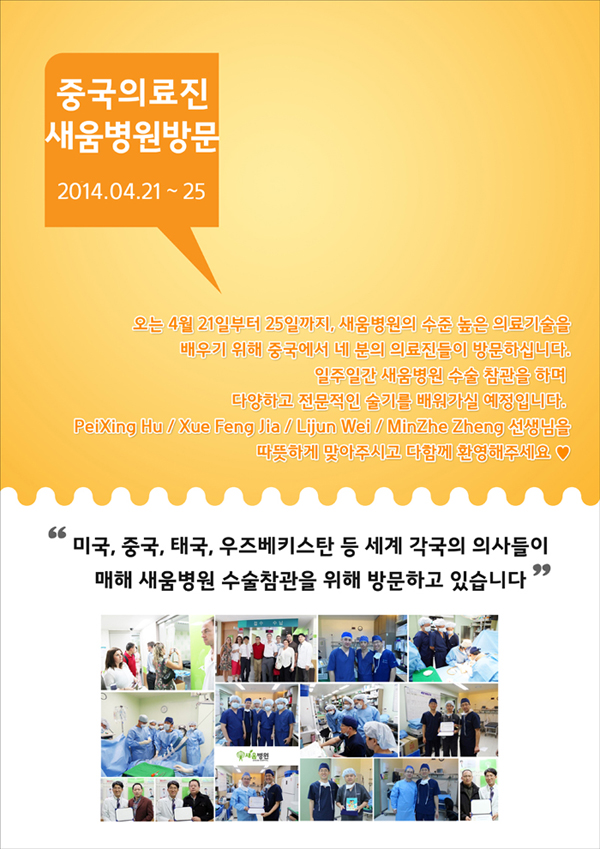 중국의료진
새움병원방문
2014.04.21 ~ 25
오는 4월 21일부터 25일까지, 새움병원의 수준 높은 의료기술을
배우기 위해 중국에서 네 분의 의료진들이 방문하십니다.
일주일간 새움병원 수술 참관을 하며
다양하고 전문적인 술기를 배워가실 예정입니다.
PeiXing Hu / Xue Feng Jia / Lijun Wei / MinZhe Zheng 선생님을
따뜻하게 맞아주시고 다함께 환영해주세요 ♥
“ 미국, 중국, 태국, 우즈베키스탄 등 세계 각국의 의사들이
매해 새움병원 수술참관을 위해 방문하고 있습니다 ”
새움병원